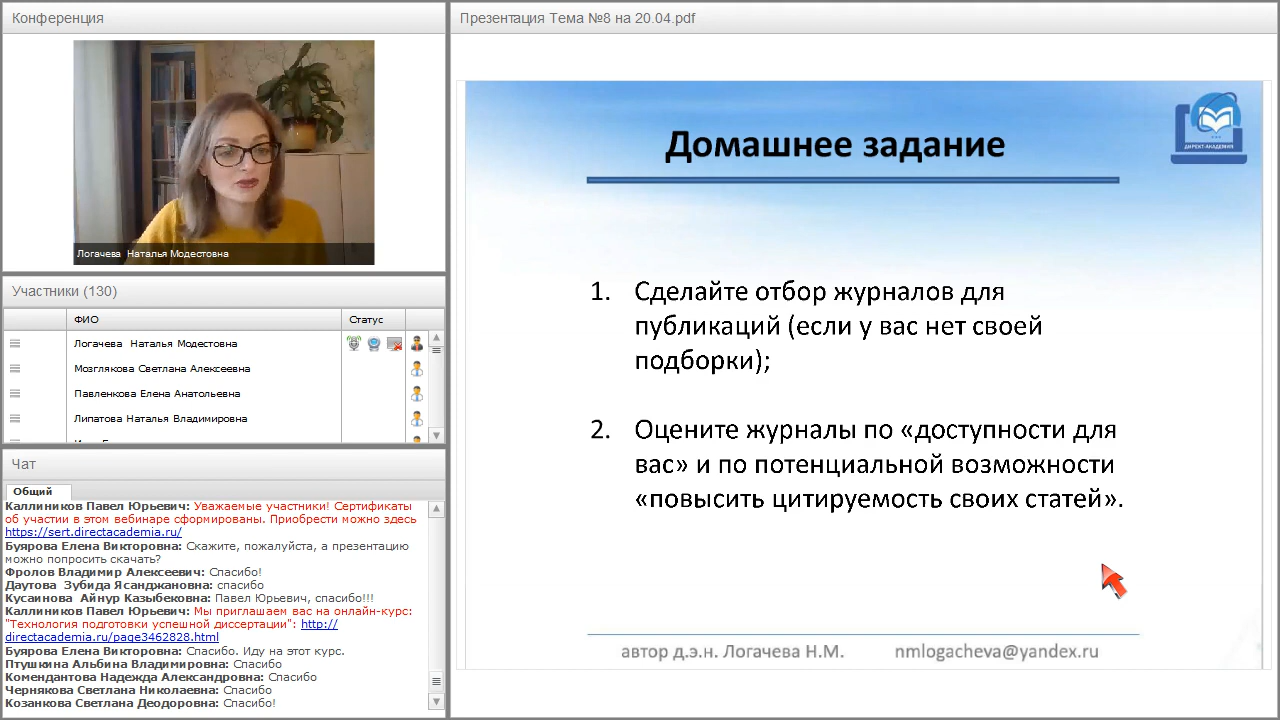 Конференция
Логачева  Наталья Модестовна
Участники (130)
ФИО Статус
Логачева  Наталья Модестовна
Мозглякова Светлана Алексеевна
Павленкова Елена Анатольевна
Липатова Наталья Владимировна
Чат
Общий
Каллиников Павел Юрьевич: Уважаемые участники! Сертификаты
об участии в этом вебинаре сформированы. Приобрести можно здесь
https://sert.directacademia.ru/
Буярова Елена Викторовна: Скажите, пожалуйста, а презентацию
можно попросить скачать?
Фролов Владимир Алексеевич: Спасибо!
Даутова  Зубида Ясанджановна: спасибо
Кусаинова  Айнур Казыбековна: Павел Юрьевич, спасибо!!!
Каллиников Павел Юрьевич: Мы приглашаем вас на онлайн-курс:
"Технология подготовки успешной диссертации": http://
directacademia.ru/page3462828.html
Буярова Елена Викторовна: Спасибо. Иду на этот курс.
Птушкина Альбина Владимировна: Спасибо
Комендантова Надежда Александровна: Спасибо
Чернякова Светлана Николаевна: Спасибо
Козанкова Светлана Деодоровна: Спасибо!
Презентация Тема №8 на 20.04.pdf
ДИРЕКТ-АКАДЕМИЯ
Домашнее задание
1. Сделайте отбор журналов для
публикаций (если у вас нет своей
подборки);
2. Оцените журналы по «доступности для
вас» и по потенциальной возможности
«повысить цитируемость своих статей».
автор д.э.н. Логачева Н.М. nmlogacheva@yandex.ru